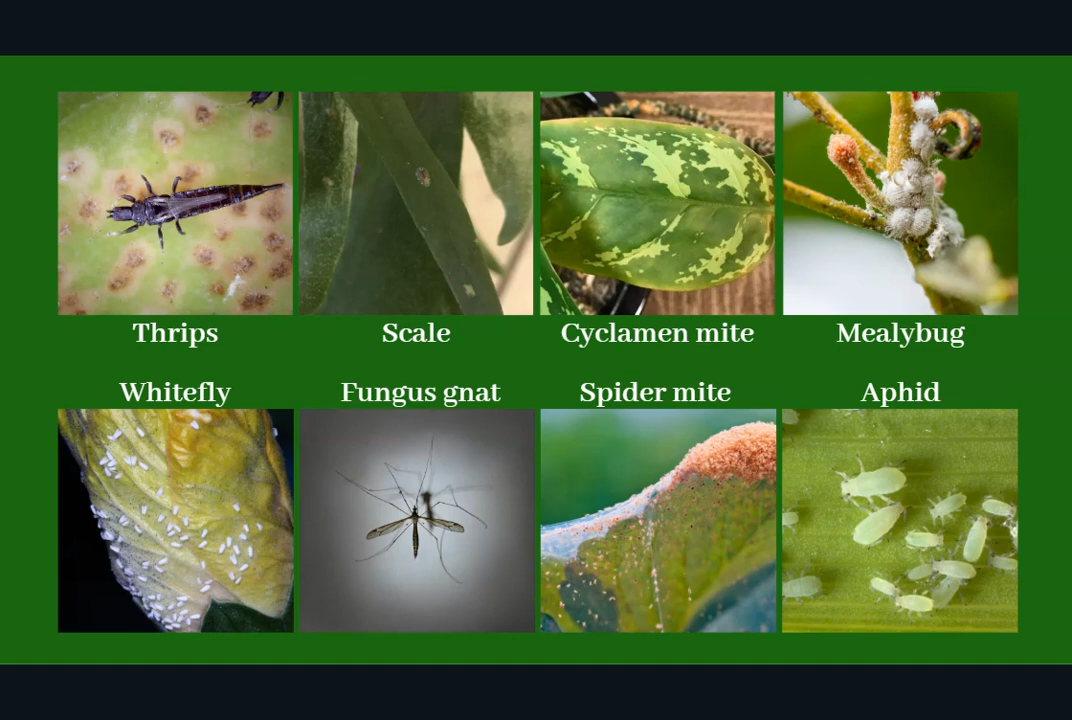 Thrips
Scale
Cyclamen mite
Mealybug
Whitefly
Fungus gnat
Spider mite
Aphid